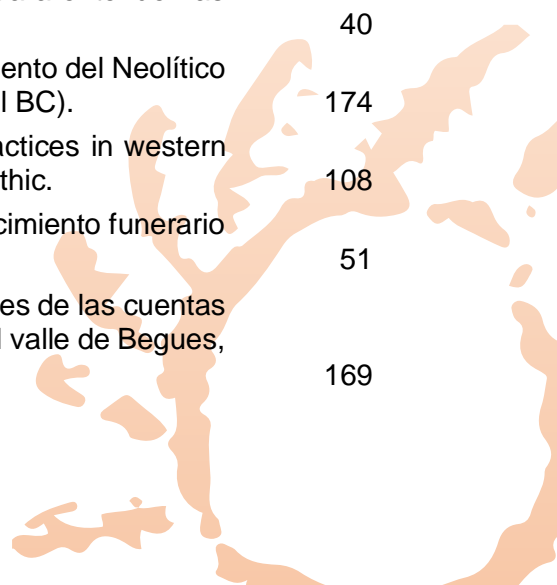 40
ento del Neolítico
l BC). 174
actices in western
thic. 108
cimiento funerario
51
es de las cuentas
l valle de Begues,
169